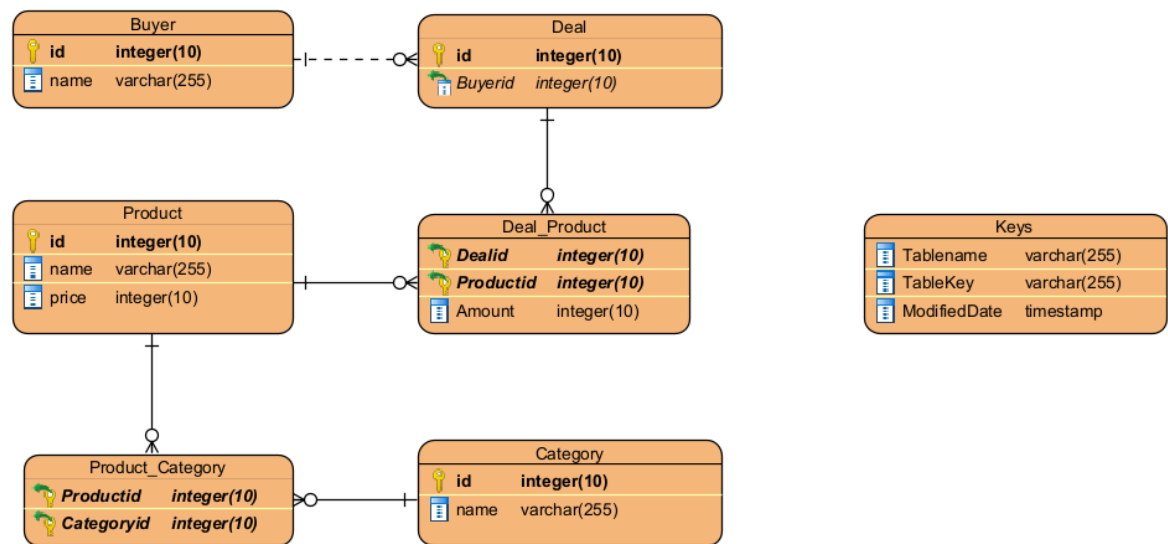 Buyer
id integer(10)
name varchar(255)
Deal
id integer(10)
Buyerid integer(10)
Product
id integer(10)
name varchar(255)
price integer(10)
Deal_Product
Dealid integer(10)
Productid integer(10)
Amount integer(10)
Keys
Tablename varchar(255)
TableKey varchar(255)
ModifiedDate timestamp
Product_Category
Productid integer(10)
Categoryid integer(10)
Category
id integer(10)
name varchar(255)